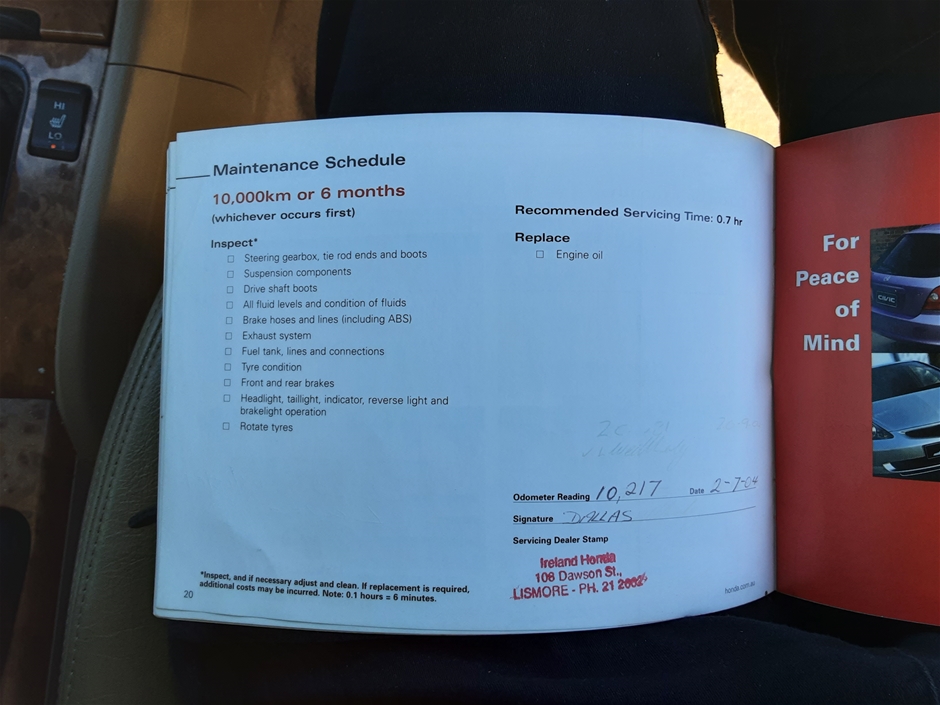 HI
LO
Maintenance Schedule
10,000km or 6 months
(whichever occurs first)
Inspect*
Steering gearbox, tie rod ends and boots
Suspension components
Drive shaft boots
All fluid levels and condition of fluids
Brake hoses and lines (including ABS)
Exhaust system
Fuel tank, lines and connections
Tyre condition
Front and rear brakes
Headlight, taillight, indicator, reverse light and
brakelight operation
Rotate tyres
*Inspect, and if necessary adjust and clean. If replacement is required,
additional costs may be incurred. Note: 0.1 hours = 6 minutes.
20
Recommended Servicing Time: 0.7 hr
Replace
Engine oil
Odometer Reading 10,217 Date 2-7-04
Signature DALLAS
Servicing Dealer Stamp
Ireland Honda
108 Dawson St.,
LISMORE - PH. 21 2662
honda.com.au
For
Peace
of
Mind
CIVIC